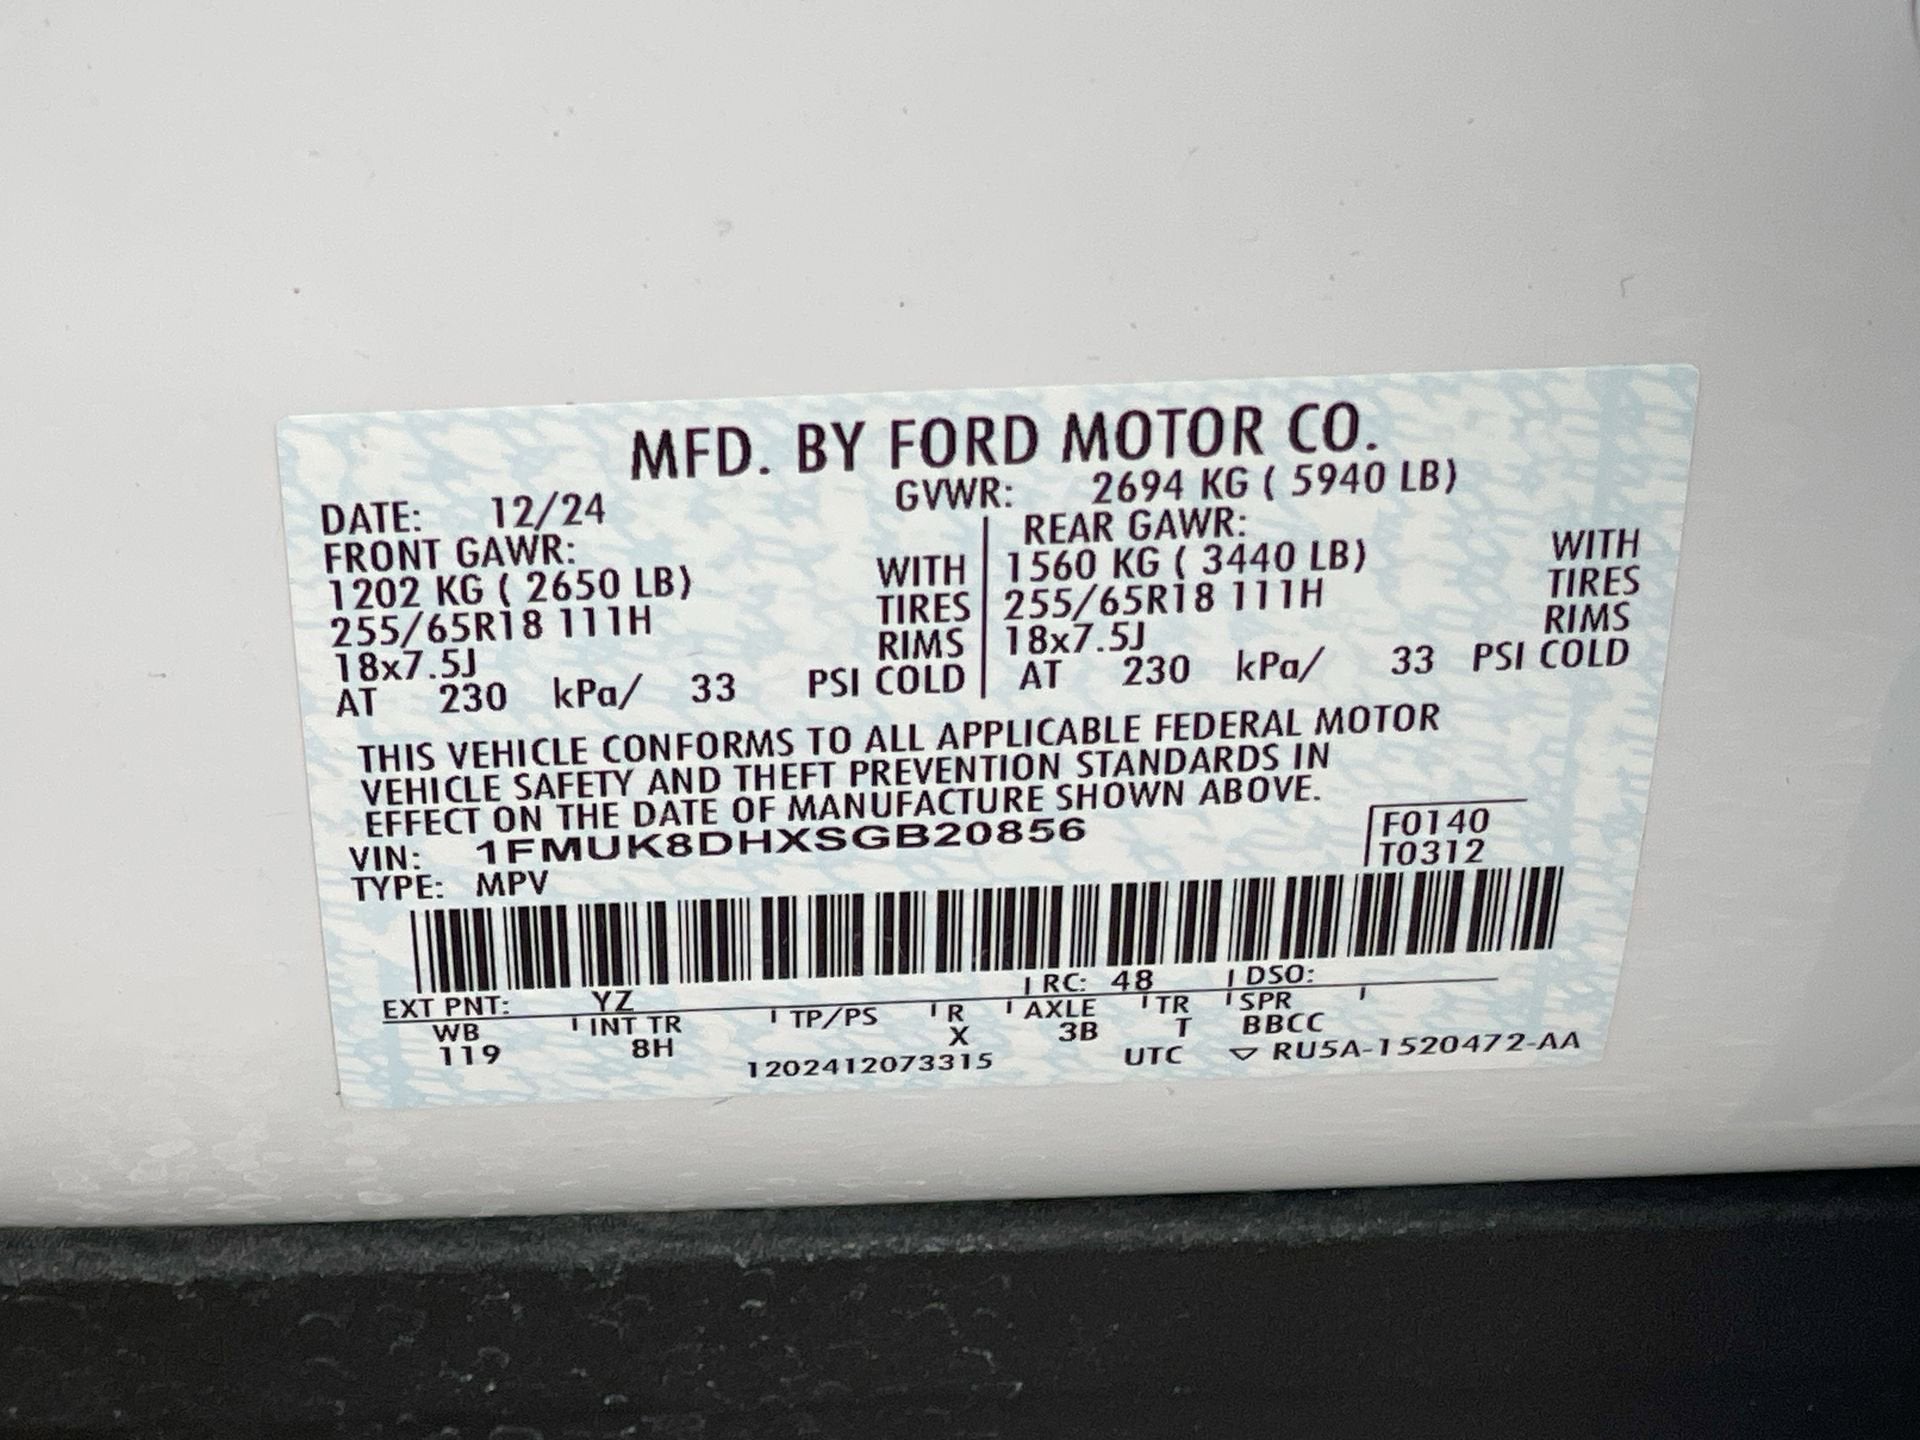 MFD. BY FORD MOTOR CO.
DATE: 12/24 GVWR: 2694 KG ( 5940 LB)
FRONT GAWR: REAR GAWR:
1202 KG ( 2650 LB) WITH 1560 KG ( 3440 LB) WITH
255/65R18 111H TIRES 255/65R18 111H TIRES
18x7.5J RIMS 18x7.5J RIMS
AT 230 kPa/ 33 PSI COLD AT 230 kPa/ 33 PSI COLD
THIS VEHICLE CONFORMS TO ALL APPLICABLE FEDERAL MOTOR
VEHICLE SAFETY AND THEFT PREVENTION STANDARDS IN
EFFECT ON THE DATE OF MANUFACTURE SHOWN ABOVE.
VIN: 1FMUK8DHXSGB20856 F0140
TYPE: MPV T0312
EXT PNT: YZ RC: 48 DSO:
WB INT TR TP/PS R AXLE TR SPR
119 8H X 3B T BBCC
1202412073315 UTC ▽ RU5A-1520472-AA